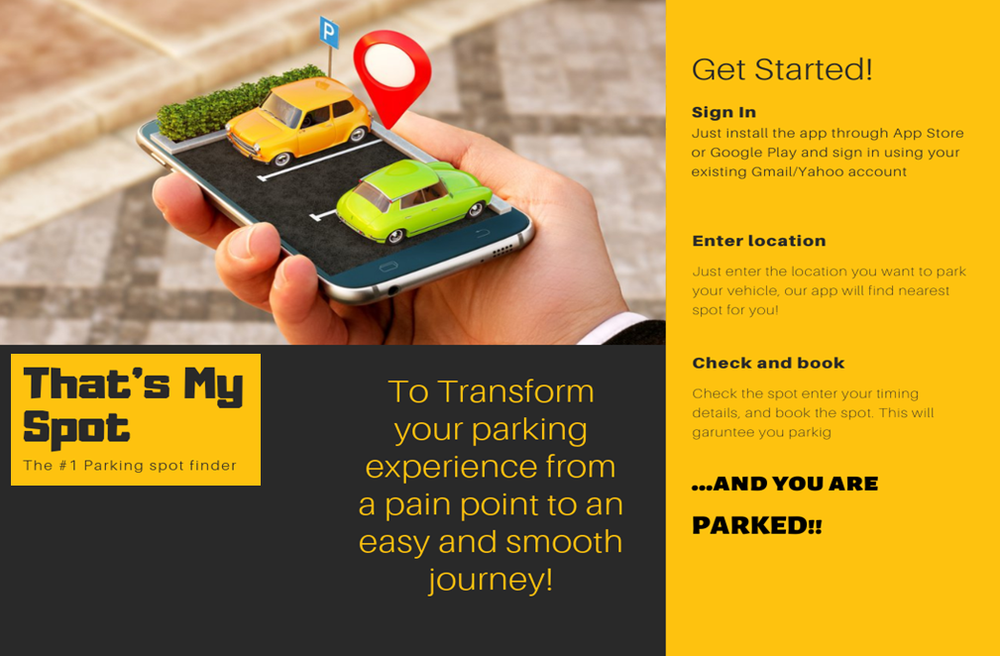 P
That's My
Spot
The #1 Parking spot finder
To Transform
your parking
experience from
a pain point to an
easy and smooth
journey!
Get Started!
Sign In
Just install the app through App Store
or Google Play and sign in using your
existing Gmail/Yahoo account
Enter location
Just enter the location you want to park
your vehicle, our app will find nearest
spot for you!
Check and book
Check the spot enter your timing
details, and book the spot. This will
garuntee you parkig
...AND YOU ARE
PARKED!!